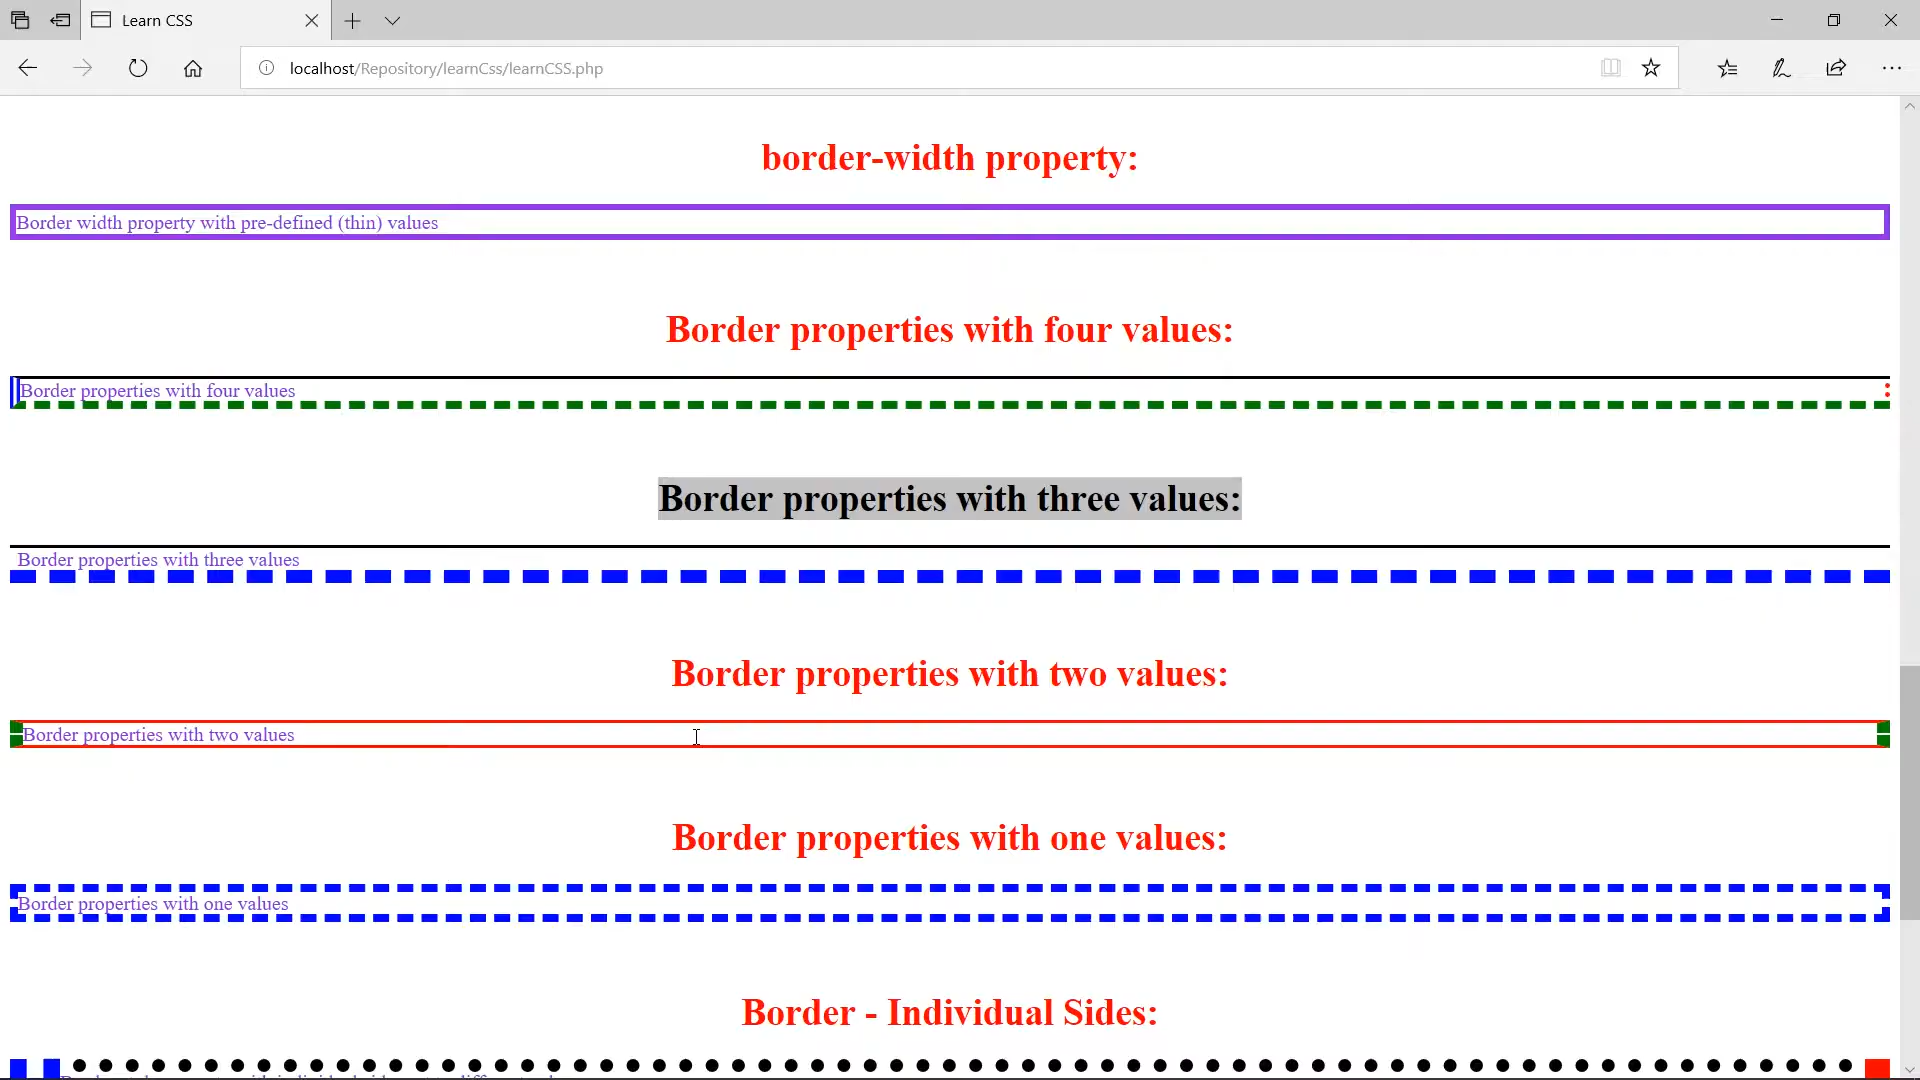 Learn CSS
localhost/Repository/learnCss/learnCSS.php
border-width property:
Border width property with pre-defined (thin) values
Border properties with four values:
Border properties with four values
Border properties with three values:
Border properties with three values
Border properties with two values:
Border properties with two values
Border properties with one values:
Border properties with one values
Border - Individual Sides: